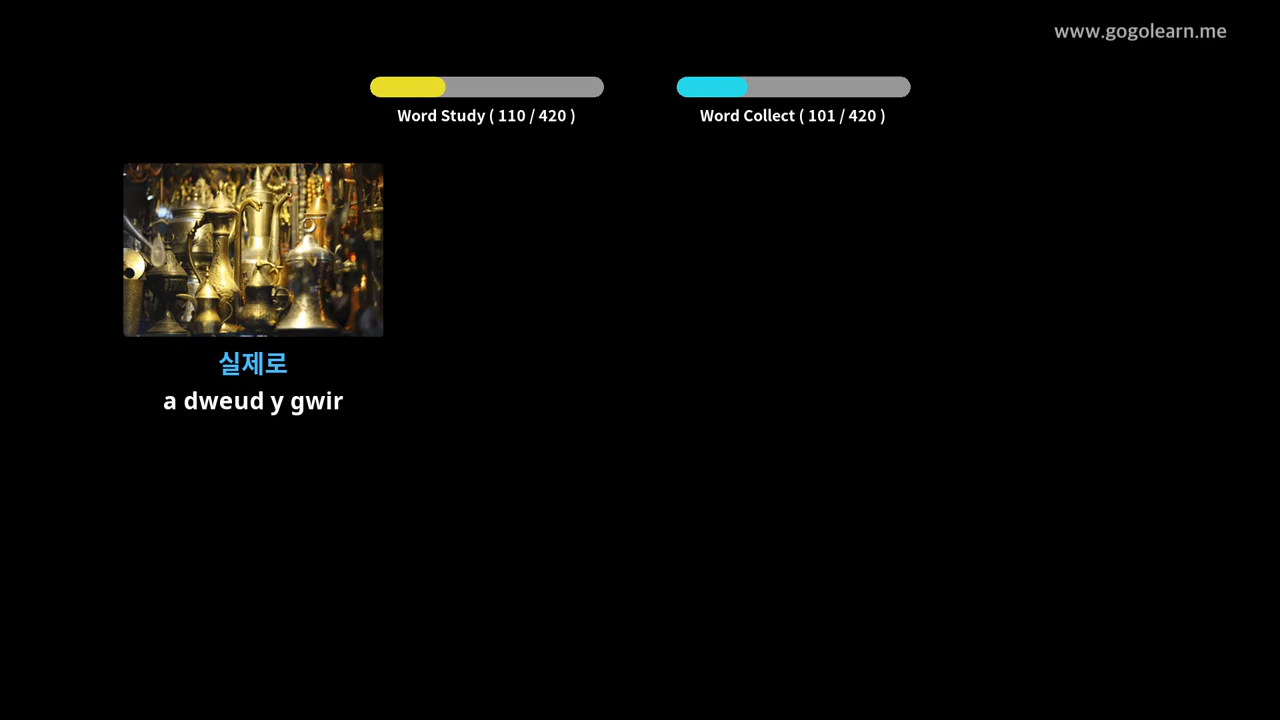 www.gogolearn.me
Word Study ( 110 / 420 )
Word Collect ( 101 / 420 )
실제로
a dweud y gwir